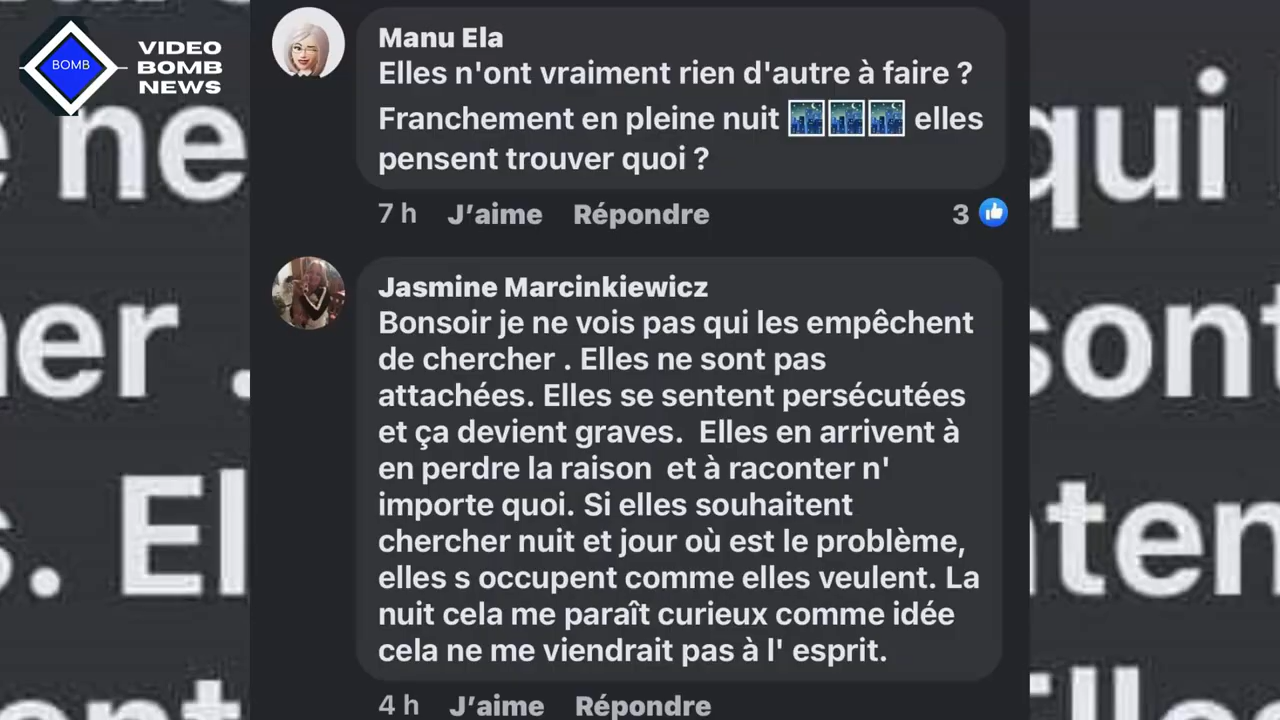 BOMB
VIDEO
BOMB
NEWS
Manu Ela
Elles n'ont vraiment rien d'autre à faire ?
Franchement en pleine nuit 🌃🌃🌃 elles
pensent trouver quoi ?
7 h J’aime Répondre 3
Jasmine Marcinkiewicz
Bonsoir je ne vois pas qui les empêchent
de chercher . Elles ne sont pas
attachées. Elles se sentent persécutées
et ça devient graves.  Elles en arrivent à
en perdre la raison  et à raconter n'
importe quoi. Si elles souhaitent
chercher nuit et jour où est le problème,
elles s occupent comme elles veulent. La
nuit cela me paraît curieux comme idée
cela ne me viendrait pas à l' esprit.
4 h J’aime Répondre